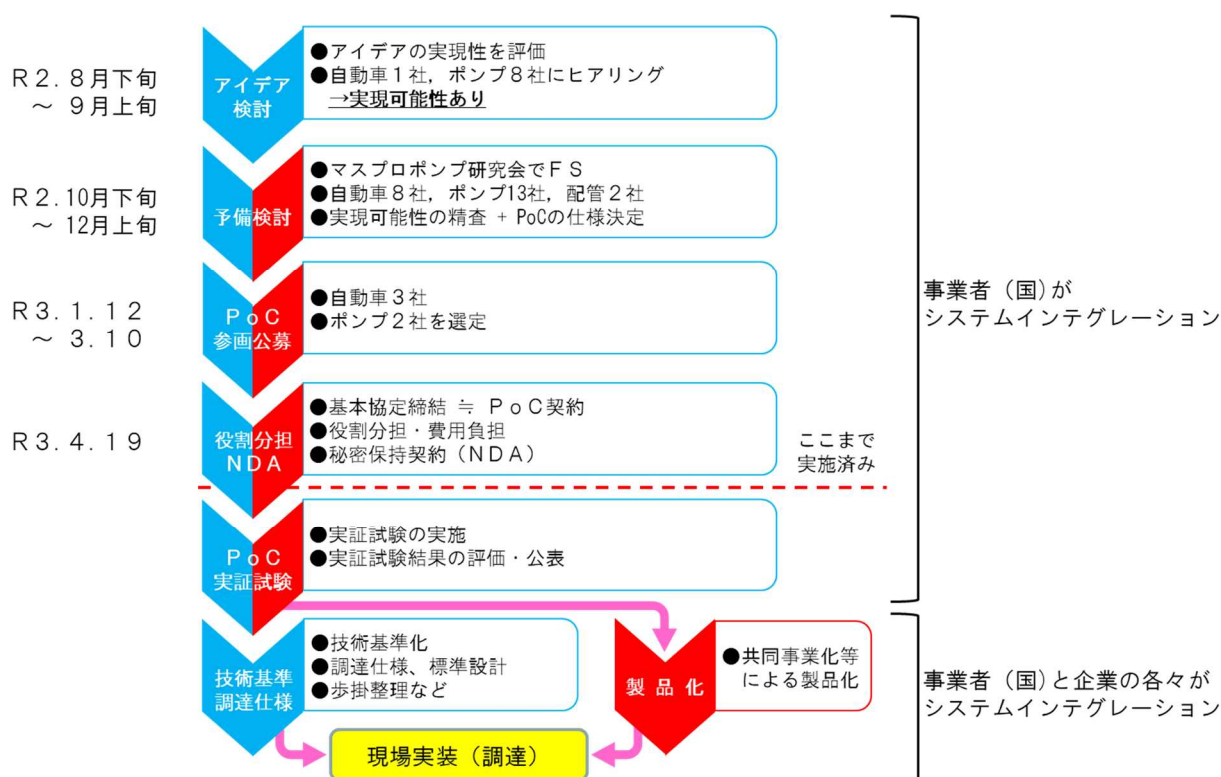 R2.8月下旬
~ 9月上旬
アイデア
検討
●アイデアの実現性を評価
●自動車1社,ポンプ8社にヒアリング
→実現可能性あり
R2.10月下旬
~ 12月上旬
予備検討
●マスプロポンプ研究会でFS
●自動車8社,ポンプ13社,配管2社
●実現可能性の精査 + PoCの仕様決定
R3.1.12
~ 3.10
PoC
参画公募
●自動車3社
●ポンプ2社を選定
事業者(国)が
システムインテグレーション
R3.4.19
役割分担
NDA
●基本協定締結 ≒ PoC契約
●役割分担・費用負担
●秘密保持契約(NDA)
ここまで
実施済み
PoC
実証試験
●実証試験の実施
●実証試験結果の評価・公表
技術基準
調達仕様
●技術基準化
●調達仕様、標準設計
●歩掛整理など
製品化
●共同事業化等
による製品化
事業者(国)と企業の各々が
システムインテグレーション
現場実装(調達)